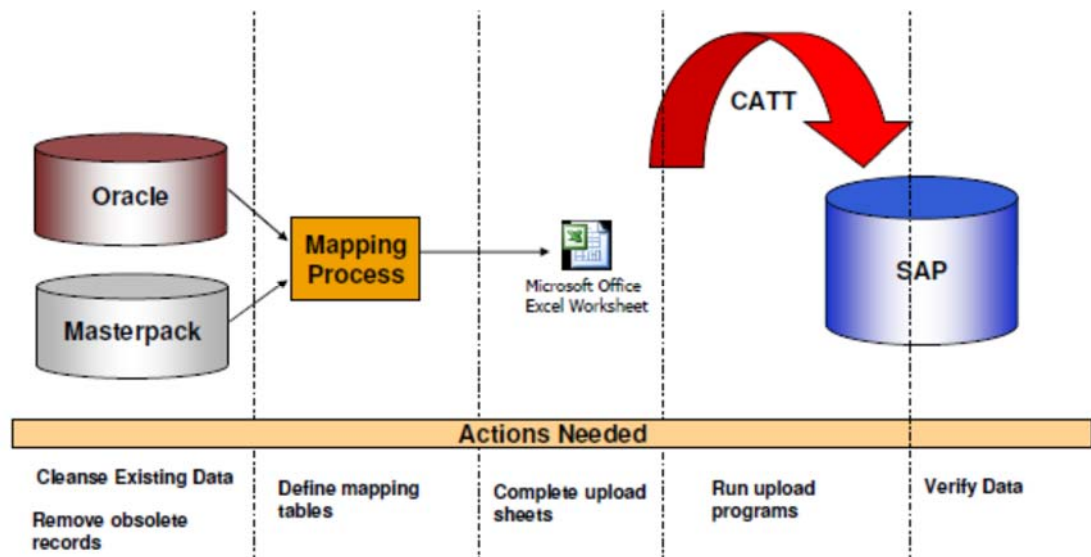 CATT
Oracle
Mapping
Process
Microsoft Office
Excel Worksheet
SAP
Masterpack
Actions Needed
Cleanse Existing Data
Remove obsolete
records
Define mapping
tables
Complete upload
sheets
Run upload
programs
Verify Data